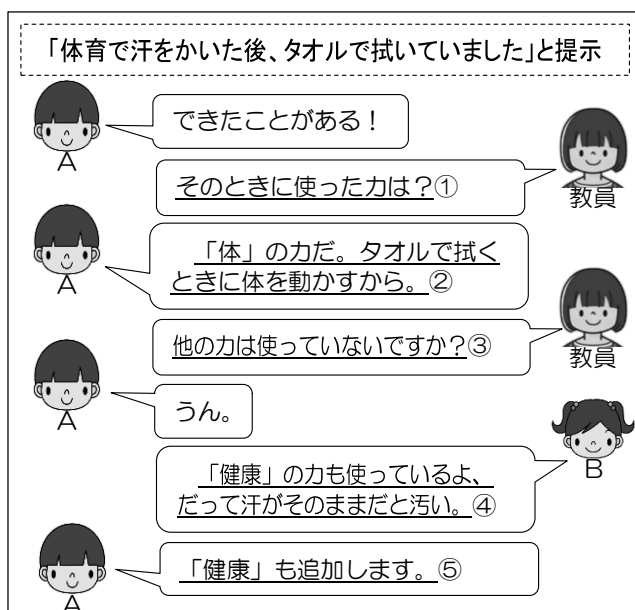 「体育で汗をかいた後、タオルで拭いていました」と提示
できたことがある！
A
そのときに使った力は？①
教員
「体」の力だ。タオルで拭く
ときに体を動かすから。②
A
他の力は使っていないですか？③
教員
うん。
A
「健康」の力も使っているよ、
だって汗がそのままだと汚い。④
B
「健康」も追加します。⑤
A